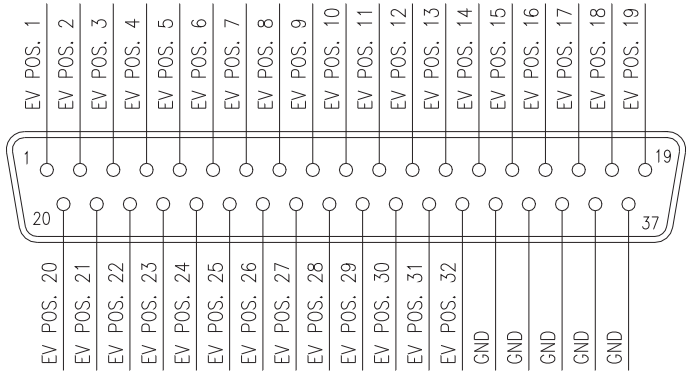 EV POS. 1
EV POS. 2
EV POS. 3
EV POS. 4
EV POS. 5
EV POS. 6
EV POS. 7
EV POS. 8
EV POS. 9
EV POS. 10
EV POS. 11
EV POS. 12
EV POS. 13
EV POS. 14
EV POS. 15
EV POS. 16
EV POS. 17
EV POS. 18
EV POS. 19
1
19
20
37
EV POS. 20
EV POS. 21
EV POS. 22
EV POS. 23
EV POS. 24
EV POS. 25
EV POS. 26
EV POS. 27
EV POS. 28
EV POS. 29
EV POS. 30
EV POS. 31
EV POS. 32
GND
GND
GND
GND
GND